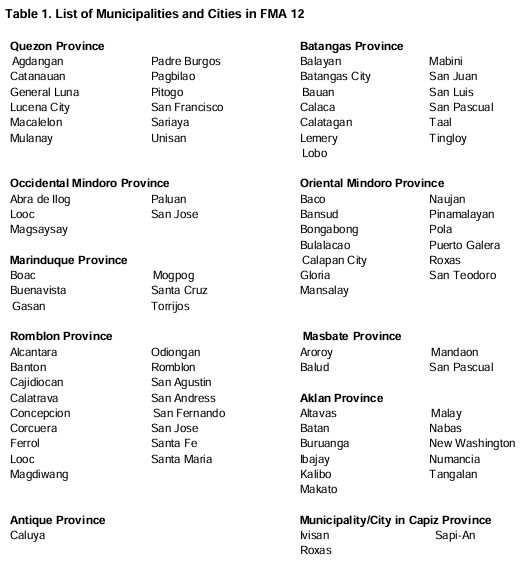 Table 1. List of Municipalities and Cities in FMA 12
Quezon Province
Agdangan Padre Burgos
Catanauan Pagbilao
General Luna Pitogo
Lucena City San Francisco
Macalelon Sariaya
Mulanay Unisan
Batangas Province
Balayan Mabini
Batangas City San Juan
Bauan San Luis
Calaca San Pascual
Calatagan Taal
Lemery Tingloy
Lobo
Occidental Mindoro Province
Abra de Ilog Paluan
Looc San Jose
Magsaysay
Oriental Mindoro Province
Baco Naujan
Bansud Pinamalayan
Bongabong Pola
Bulalacao Puerto Galera
Calapan City Roxas
Gloria San Teodoro
Mansalay
Marinduque Province
Boac Mogpog
Buenavista Santa Cruz
Gasan Torrijos
Romblon Province
Alcantara Odiongan
Banton Romblon
Cajidiocan San Agustin
Calatrava San Andress
Concepcion San Fernando
Corcuera San Jose
Ferrol Santa Fe
Looc Santa Maria
Magdiwang
Masbate Province
Aroroy Mandaon
Balud San Pascual
Aklan Province
Altavas Malay
Batan Nabas
Buruanga New Washington
Ibajay Numancia
Kalibo Tangalan
Makato
Antique Province
Caluya
Municipality/City in Capiz Province
Ivisan Sapi-An
Roxas